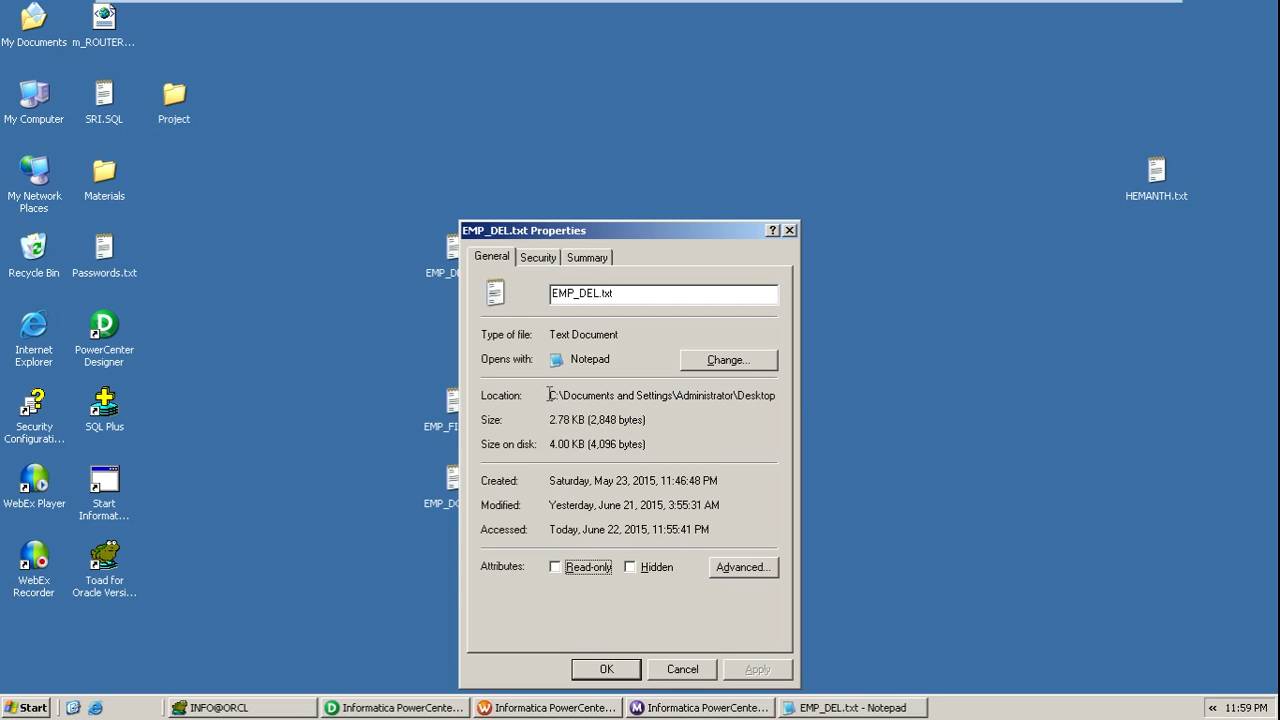 My Documents
m_ROUTER...
My Computer
SRI.SQL
Project
My Network
Places
Materials
HEMANTH.txt
Recycle Bin
Passwords.txt
Internet
Explorer
PowerCenter
Designer
Security
Configurati...
SQL Plus
WebEx Player
Start
Informat...
WebEx
Recorder
Toad for
Oracle Versi...
EMP_DE
EMP_FI
EMP_DO
EMP_DEL.txt Properties
General
Security
Summary
EMP_DEL.txt
Type of file: Text Document
Opens with: Notepad
Change...
Location: C:\Documents and Settings\Administrator\Desktop
Size: 2.78 KB (2,848 bytes)
Size on disk: 4.00 KB (4,096 bytes)
Created: Saturday, May 23, 2015, 11:46:48 PM
Modified: Yesterday, June 21, 2015, 3:55:31 AM
Accessed: Today, June 22, 2015, 11:55:41 PM
Attributes: Read-only Hidden Advanced...
OK Cancel Apply
Start INFO@ORCL Informatica PowerCente... Informatica PowerCente... Informatica PowerCente... EMP_DEL.txt - Notepad « 11:59 PM